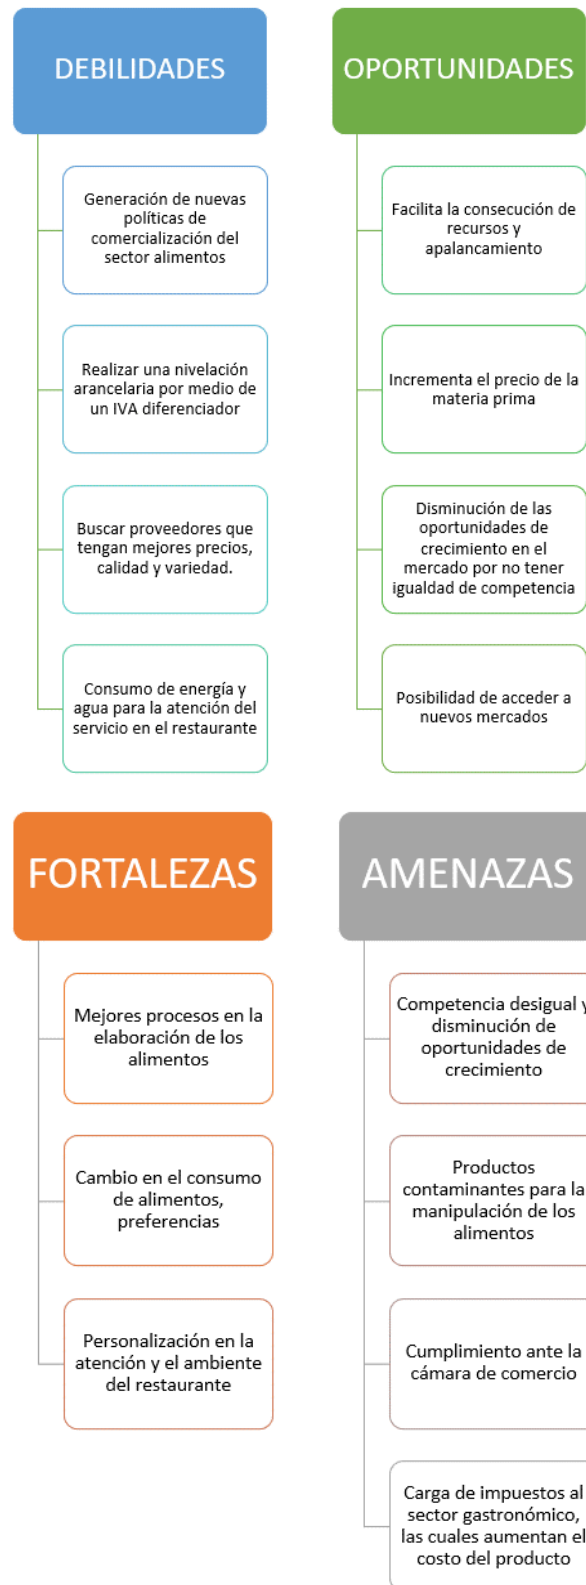 DEBILIDADES
Generación de nuevas
políticas de
comercialización del
sector alimentos
Realizar una nivelación
arancelaria por medio de
un IVA diferenciador
Buscar proveedores que
tengan mejores precios,
calidad y variedad.
Consumo de energía y
agua para la atención del
servicio en el restaurante
OPORTUNIDADES
Facilita la consecución de
recursos y
apalancamiento
Incrementa el precio de la
materia prima
Disminución de las
oportunidades de
crecimiento en el
mercado por no tener
igualdad de competencia
Posibilidad de acceder a
nuevos mercados
FORTALEZAS
Mejores procesos en la
elaboración de los
alimentos
Cambio en el consumo
de alimentos,
preferencias
Personalización en la
atención y el ambiente
del restaurante
AMENAZAS
Competencia desigual y
disminución de
oportunidades de
crecimiento
Productos
contaminantes para la
manipulación de los
alimentos
Cumplimiento ante la
cámara de comercio
Carga de impuestos al
sector gastronómico,
las cuales aumentan el
costo del producto